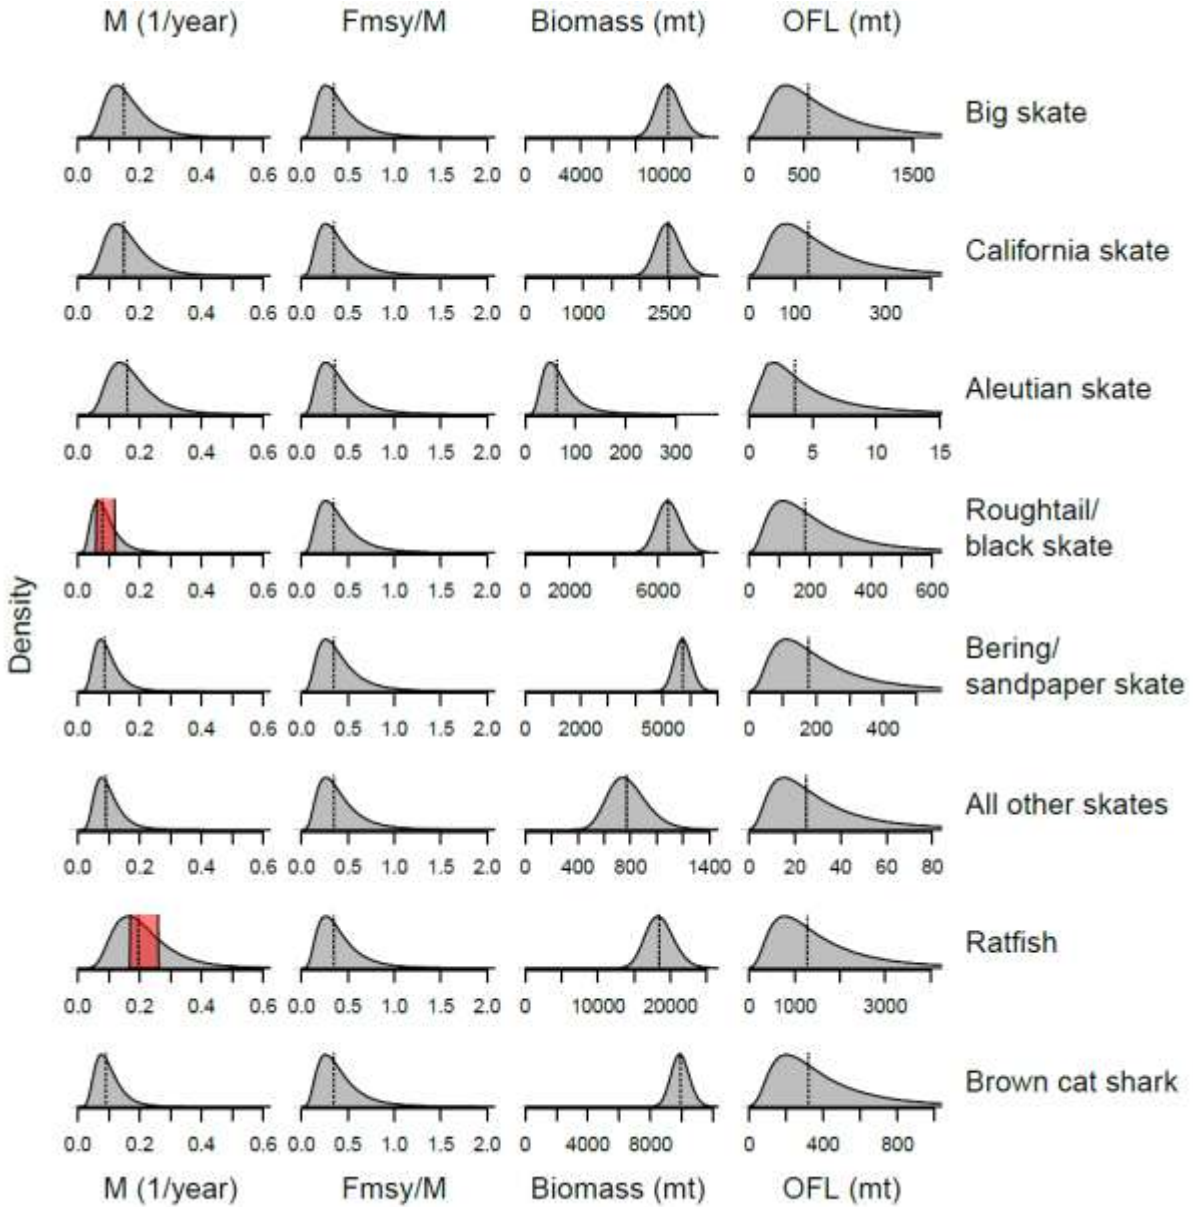 M (1/year) Fmsy/M Biomass (mt) OFL (mt)
Big skate
0.0 0.2 0.4 0.6 0.0 0.5 1.0 1.5 2.0 0 4000 10000 0 500 1500
California skate
0.0 0.2 0.4 0.6 0.0 0.5 1.0 1.5 2.0 0 1000 2500 0 100 300
Aleutian skate
0.0 0.2 0.4 0.6 0.0 0.5 1.0 1.5 2.0 0 100 200 300 0 5 10 15
Roughtail/
black skate
0.0 0.2 0.4 0.6 0.0 0.5 1.0 1.5 2.0 0 2000 6000 0 200 400 600
Density
Bering/
sandpaper skate
0.0 0.2 0.4 0.6 0.0 0.5 1.0 1.5 2.0 0 2000 5000 0 200 400
All other skates
0.0 0.2 0.4 0.6 0.0 0.5 1.0 1.5 2.0 0 400 800 1400 0 20 40 60 80
Ratfish
0.0 0.2 0.4 0.6 0.0 0.5 1.0 1.5 2.0 0 10000 20000 0 1000 3000
Brown cat shark
0.0 0.2 0.4 0.6 0.0 0.5 1.0 1.5 2.0 0 4000 8000 0 400 800
M (1/year) Fmsy/M Biomass (mt) OFL (mt)